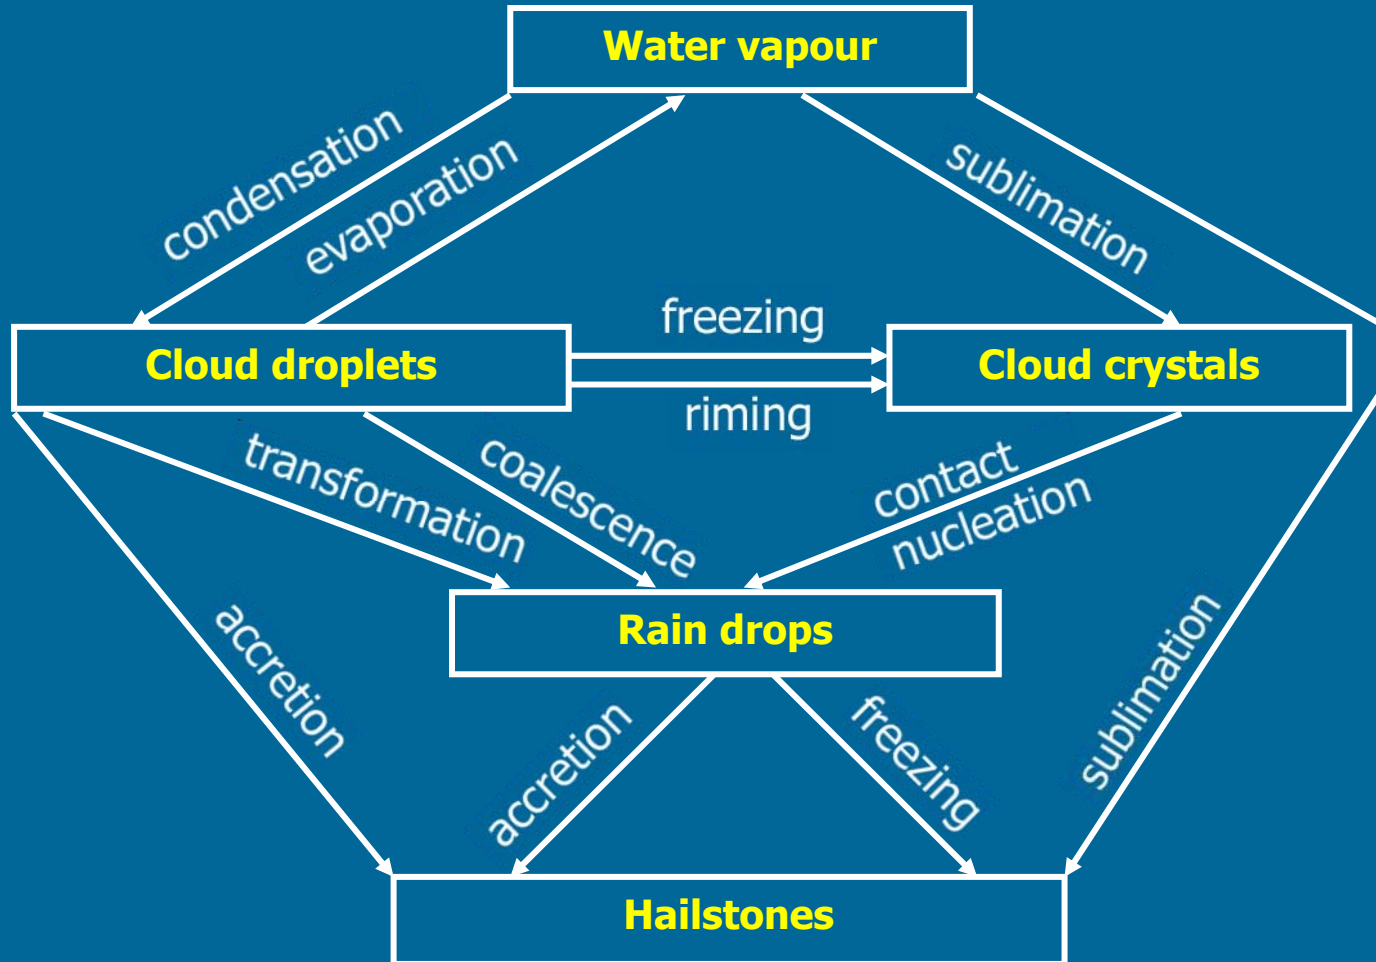 Water vapour
condensation
evaporation
sublimation
freezing
Cloud droplets
Cloud crystals
riming
transformation
coalescence
contact
nucleation
Rain drops
accretion
accretion
freezing
sublimation
Hailstones